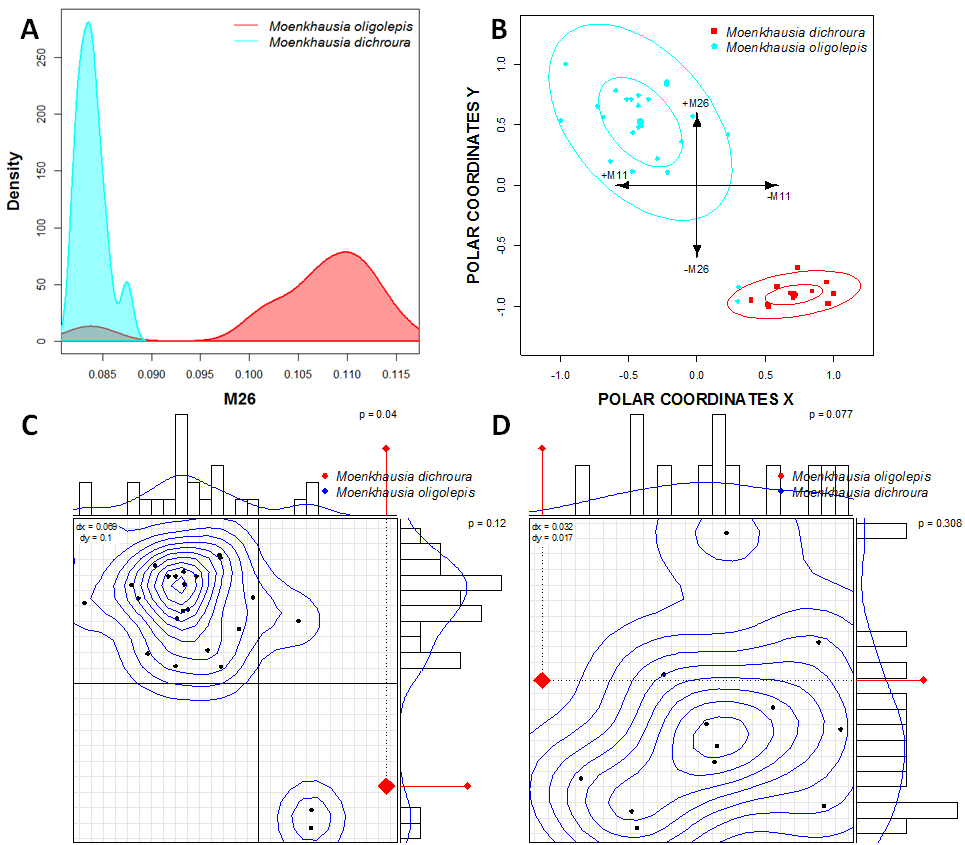 A
Moenkhausia oligolepis
Moenkhausia dichroura
Density
0
50
100
150
200
250
0.085
0.090
0.095
0.100
0.105
0.110
0.115
M26
B
Moenkhausia dichroura
Moenkhausia oligolepis
POLAR COORDINATES Y
1.0
0.5
0.0
-0.5
-1.0
+M26
+M11
-M11
-M26
-1.0
-0.5
0.0
0.5
1.0
POLAR COORDINATES X
C
p = 0.04
Moenkhausia dichroura
Moenkhausia oligolepis
dx = 0.069
dy = 0.1
p = 0.12
D
p = 0.077
Moenkhausia oligolepis
Moenkhausia dichroura
dx = 0.032
dy = 0.017
p = 0.308